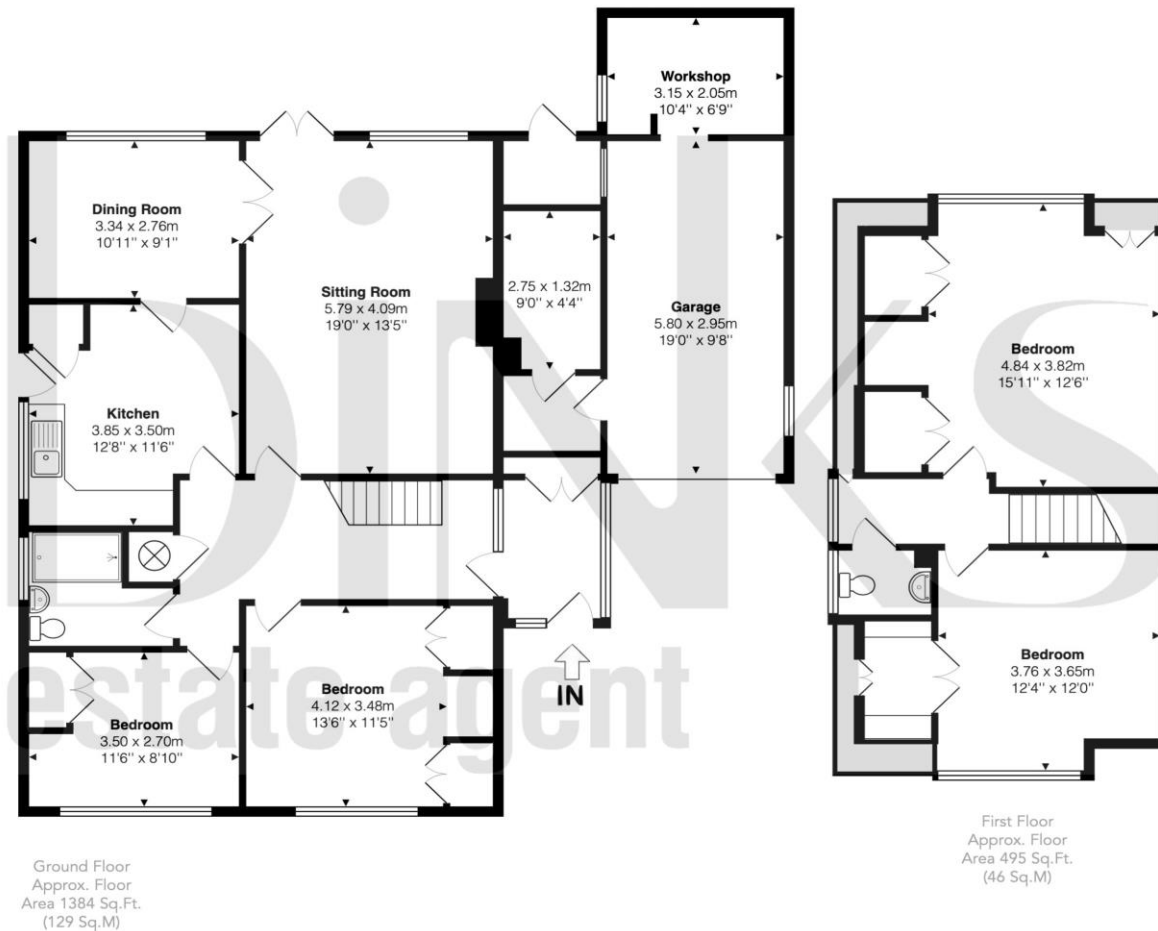 Workshop
3.15 x 2.05m
10'4" x 6'9"
Dining Room
3.34 x 2.76m
10'11" x 9'1"
Sitting Room
5.79 x 4.09m
19'0" x 13'5"
2.75 x 1.32m
9'0" x 4'4"
Garage
5.80 x 2.95m
19'0" x 9'8"
Kitchen
3.85 x 3.50m
12'8" x 11'6"
Bedroom
4.12 x 3.48m
13'6" x 11'5"
Bedroom
3.50 x 2.70m
11'6" x 8'10"
IN
Bedroom
4.84 x 3.82m
15'11" x 12'6"
Bedroom
3.76 x 3.65m
12'4" x 12'0"
estate agent
Ground Floor
Approx. Floor
Area 1384 Sq.Ft.
(129 Sq.M)
First Floor
Approx. Floor
Area 495 Sq.Ft.
(46 Sq.M)